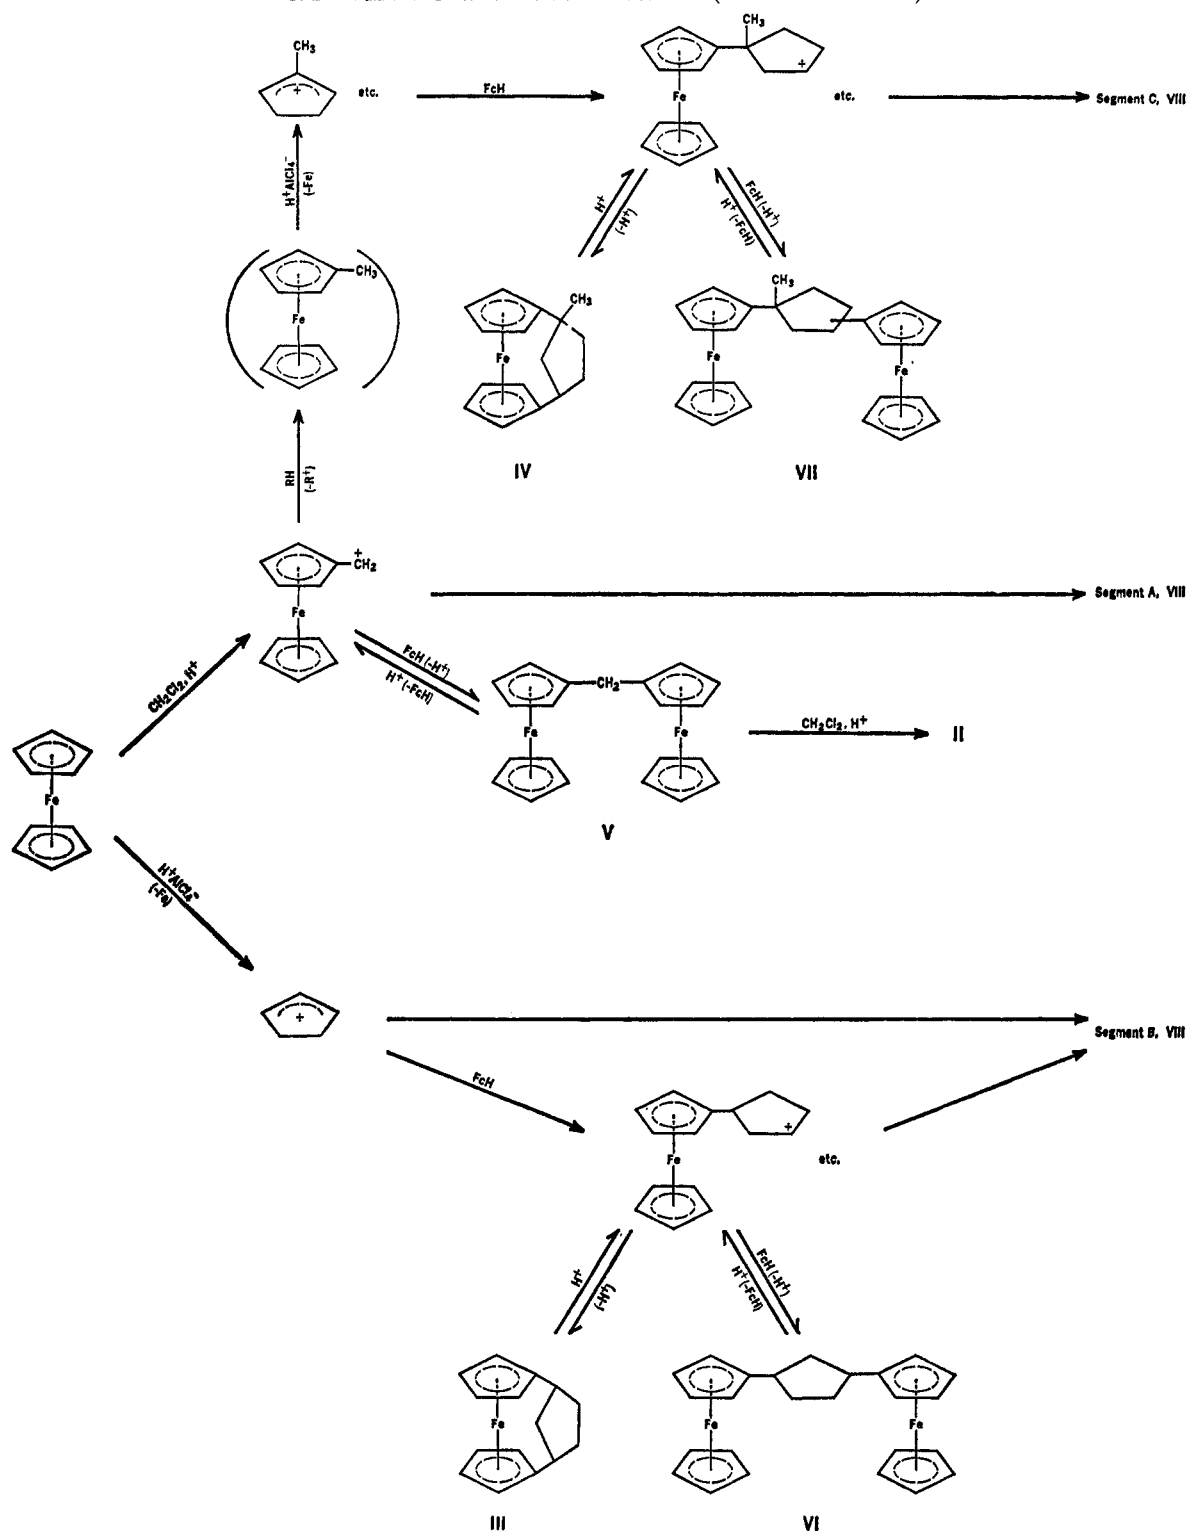 CH₃
CH₃
+
etc.
FcH
+
Fe
etc.
Segment C, VIII
H⁺AlCl₄⁻
(-Fe)
H⁺
(-H⁺)
FcH (-H⁺)
H⁺ (-FcH)
CH₃
Fe
CH₃
Fe
CH₃
Fe
Fe
IV
VII
RH
(-R⁺)
+
CH₂
Fe
Segment A, VIII
CH₂Cl₂, H⁺
FcH (-H⁺)
H⁺ (-FcH)
CH₂
Fe
Fe
CH₂Cl₂, H⁺
II
Fe
V
H⁺AlCl₄⁻
(-Fe)
+
Segment B, VIII
FcH
+
Fe
etc.
H⁺
(-H⁺)
FcH (-H⁺)
H⁺ (-FcH)
Fe
Fe
Fe
III
VI